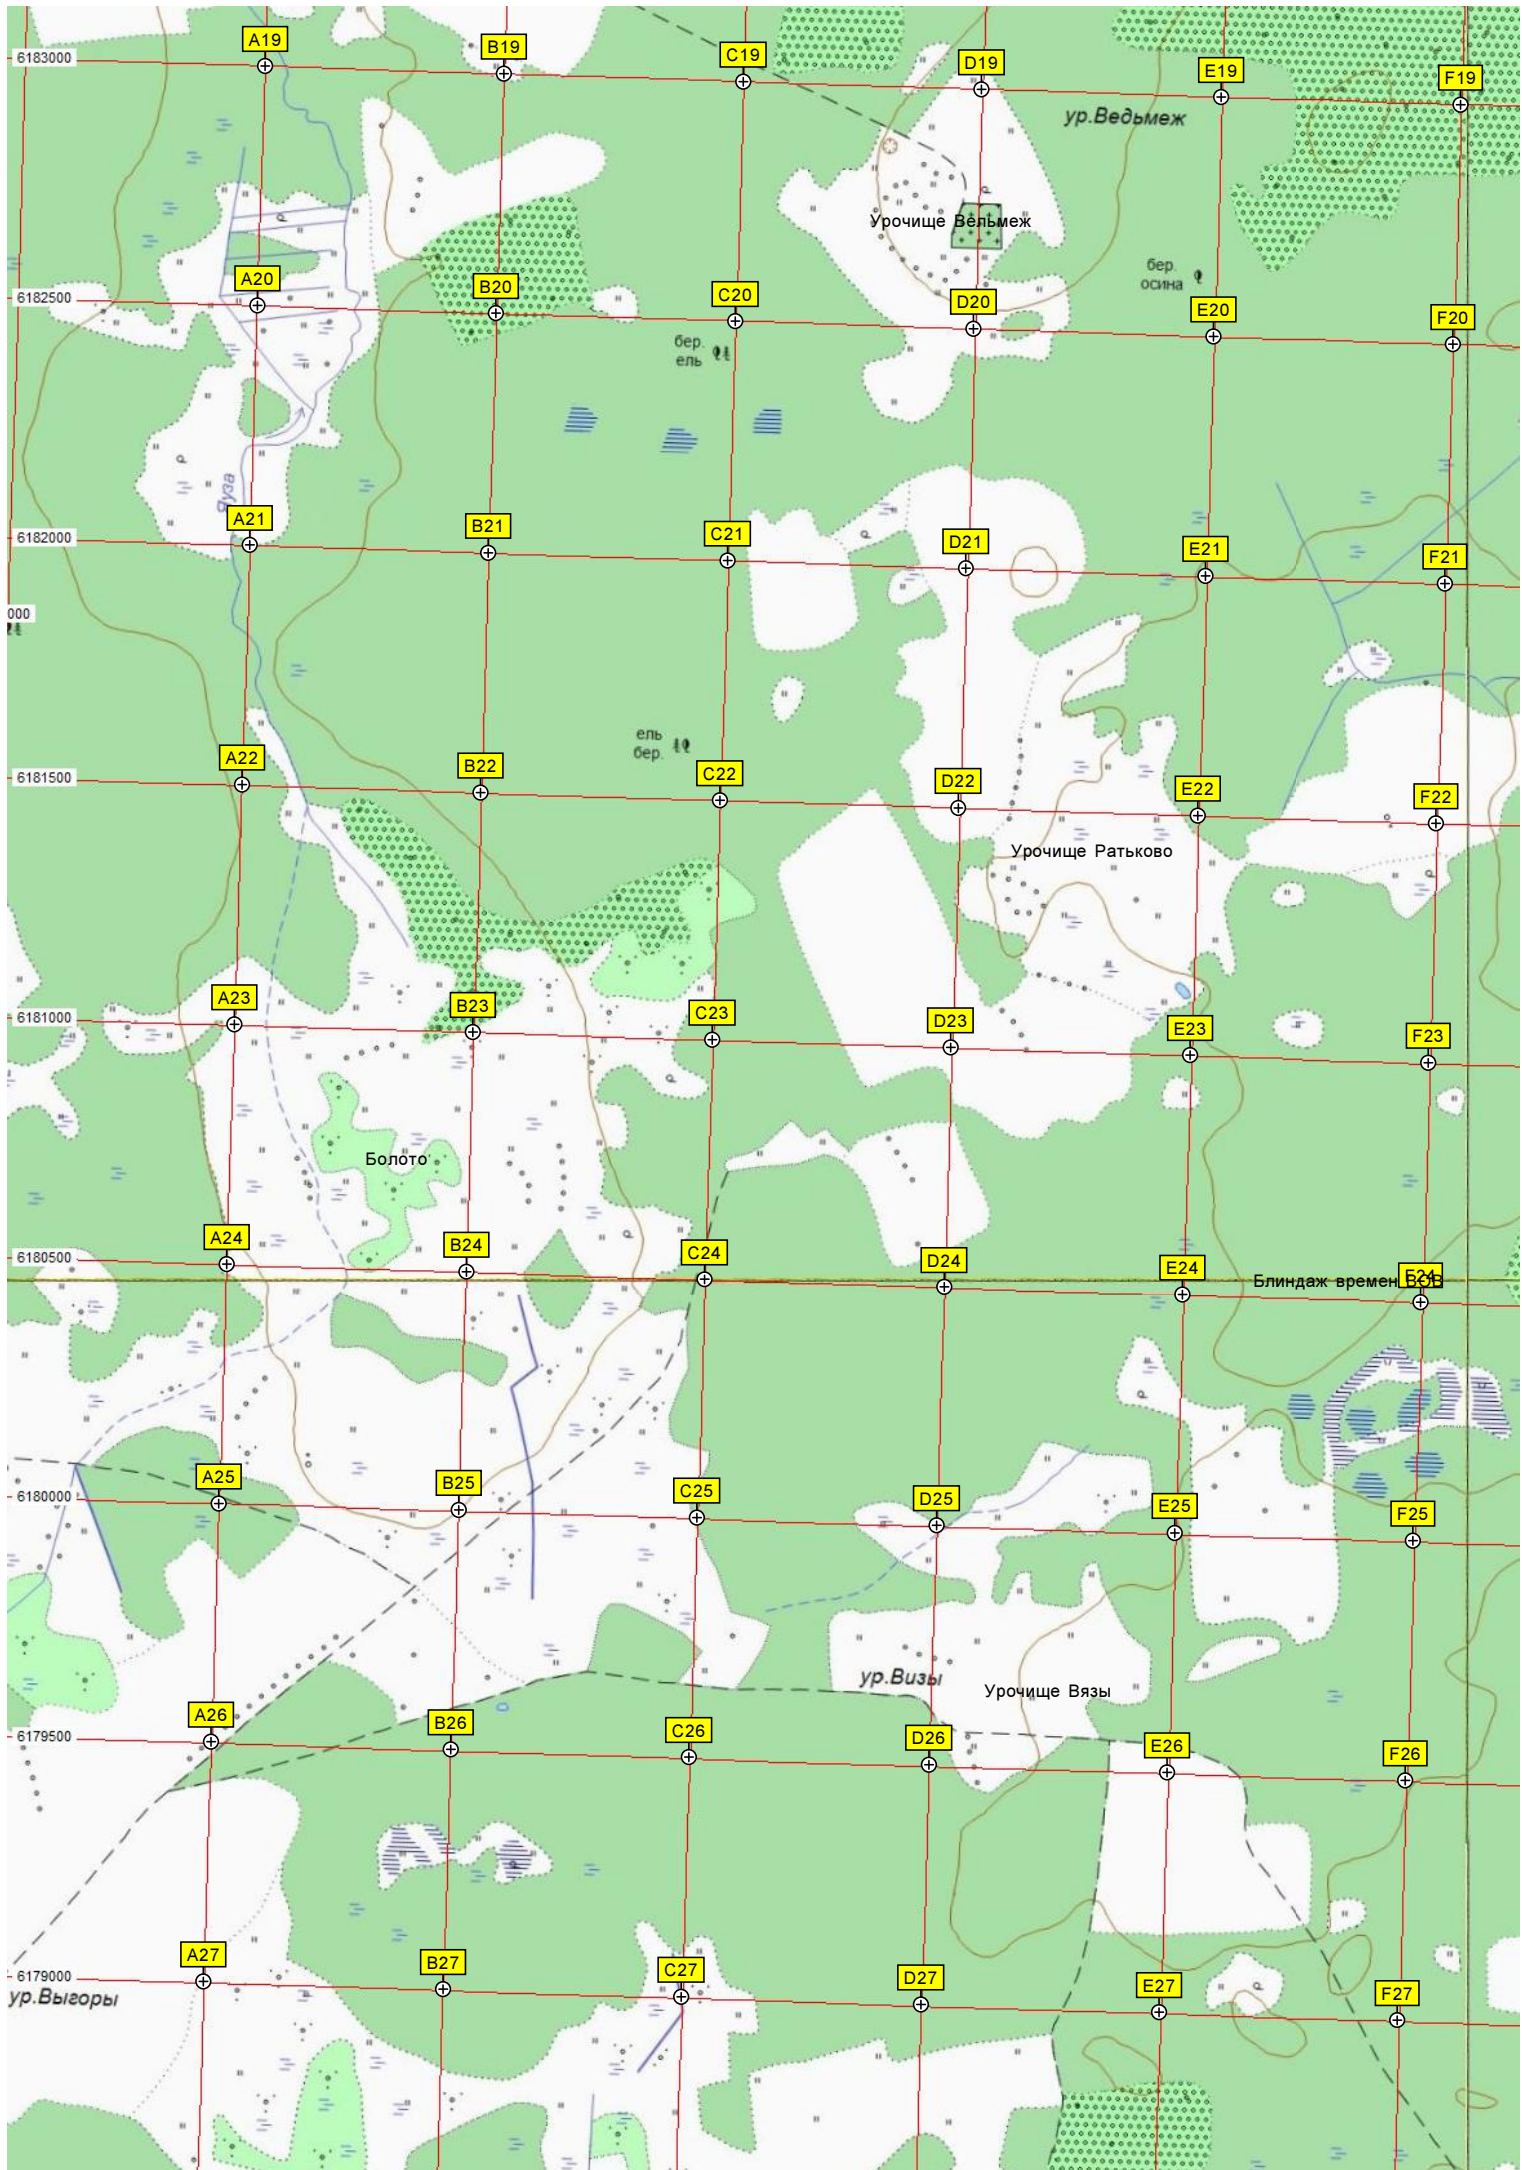 A19
B19
C19
D19
E19
F19
6183000
ур.Ведьмеж
Урочище Вельмеж
бер.
осина
A20
B20
C20
D20
E20
F20
6182500
бер.
ель
Яуза
A21
B21
C21
D21
E21
F21
6182000
000
ель
бер.
A22
B22
C22
D22
E22
F22
6181500
Урочище Ратьково
A23
B23
C23
D23
E23
F23
6181000
Болото
A24
B24
C24
D24
E24
F24
6180500
Блиндаж времен ВОВ
A25
B25
C25
D25
E25
F25
6180000
ур.Визы
Урочище Вязы
A26
B26
C26
D26
E26
F26
6179500
A27
B27
C27
D27
E27
F27
6179000
ур.Выгоры